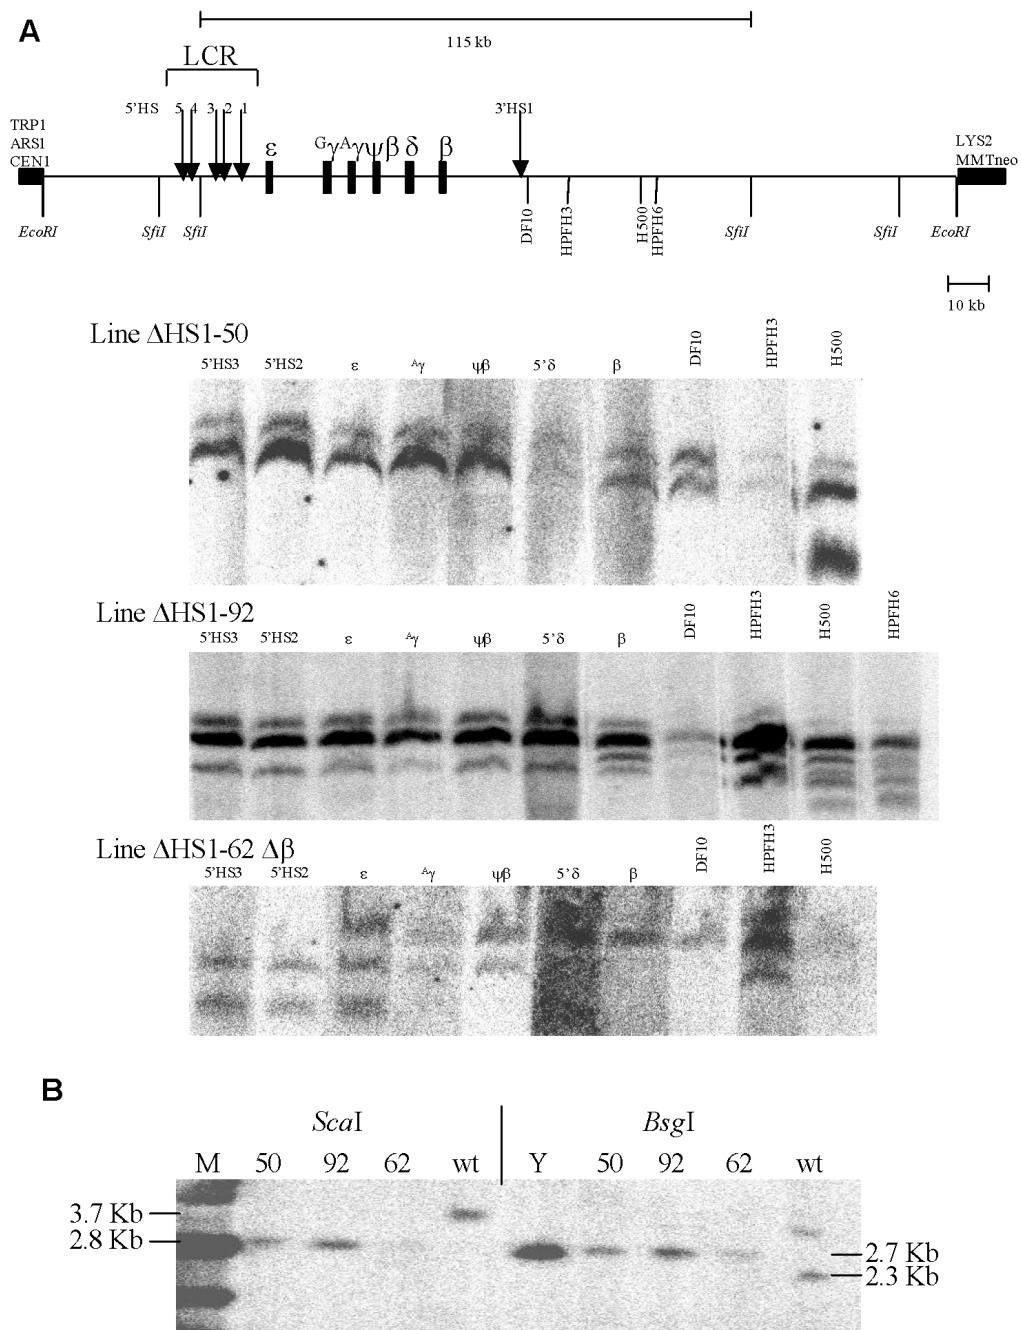 A
115 kb
LCR
5'HS 5 4 3 2 1
3'HS1
TRP1
ARS1
CEN1
ε Gγ Aγ ψβ δ β
LYS2
MMTneo
EcoRI SfiI SfiI DF10 HPFH3 H500 HPFH6 SfiI SfiI EcoRI
10 kb
Line ΔHS1-50
5'HS3 5'HS2 ε Aγ ψβ 5'δ β DF10 HPFH3 H500
Line ΔHS1-92
5'HS3 5'HS2 ε Aγ ψβ 5'δ β DF10 HPFH3 H500 HPFH6
Line ΔHS1-62 Δβ
5'HS3 5'HS2 ε Aγ ψβ 5'δ β DF10 HPFH3 H500
B
ScaI BsgI
M 50 92 62 wt Y 50 92 62 wt
3.7 Kb
2.8 Kb
2.7 Kb
2.3 Kb